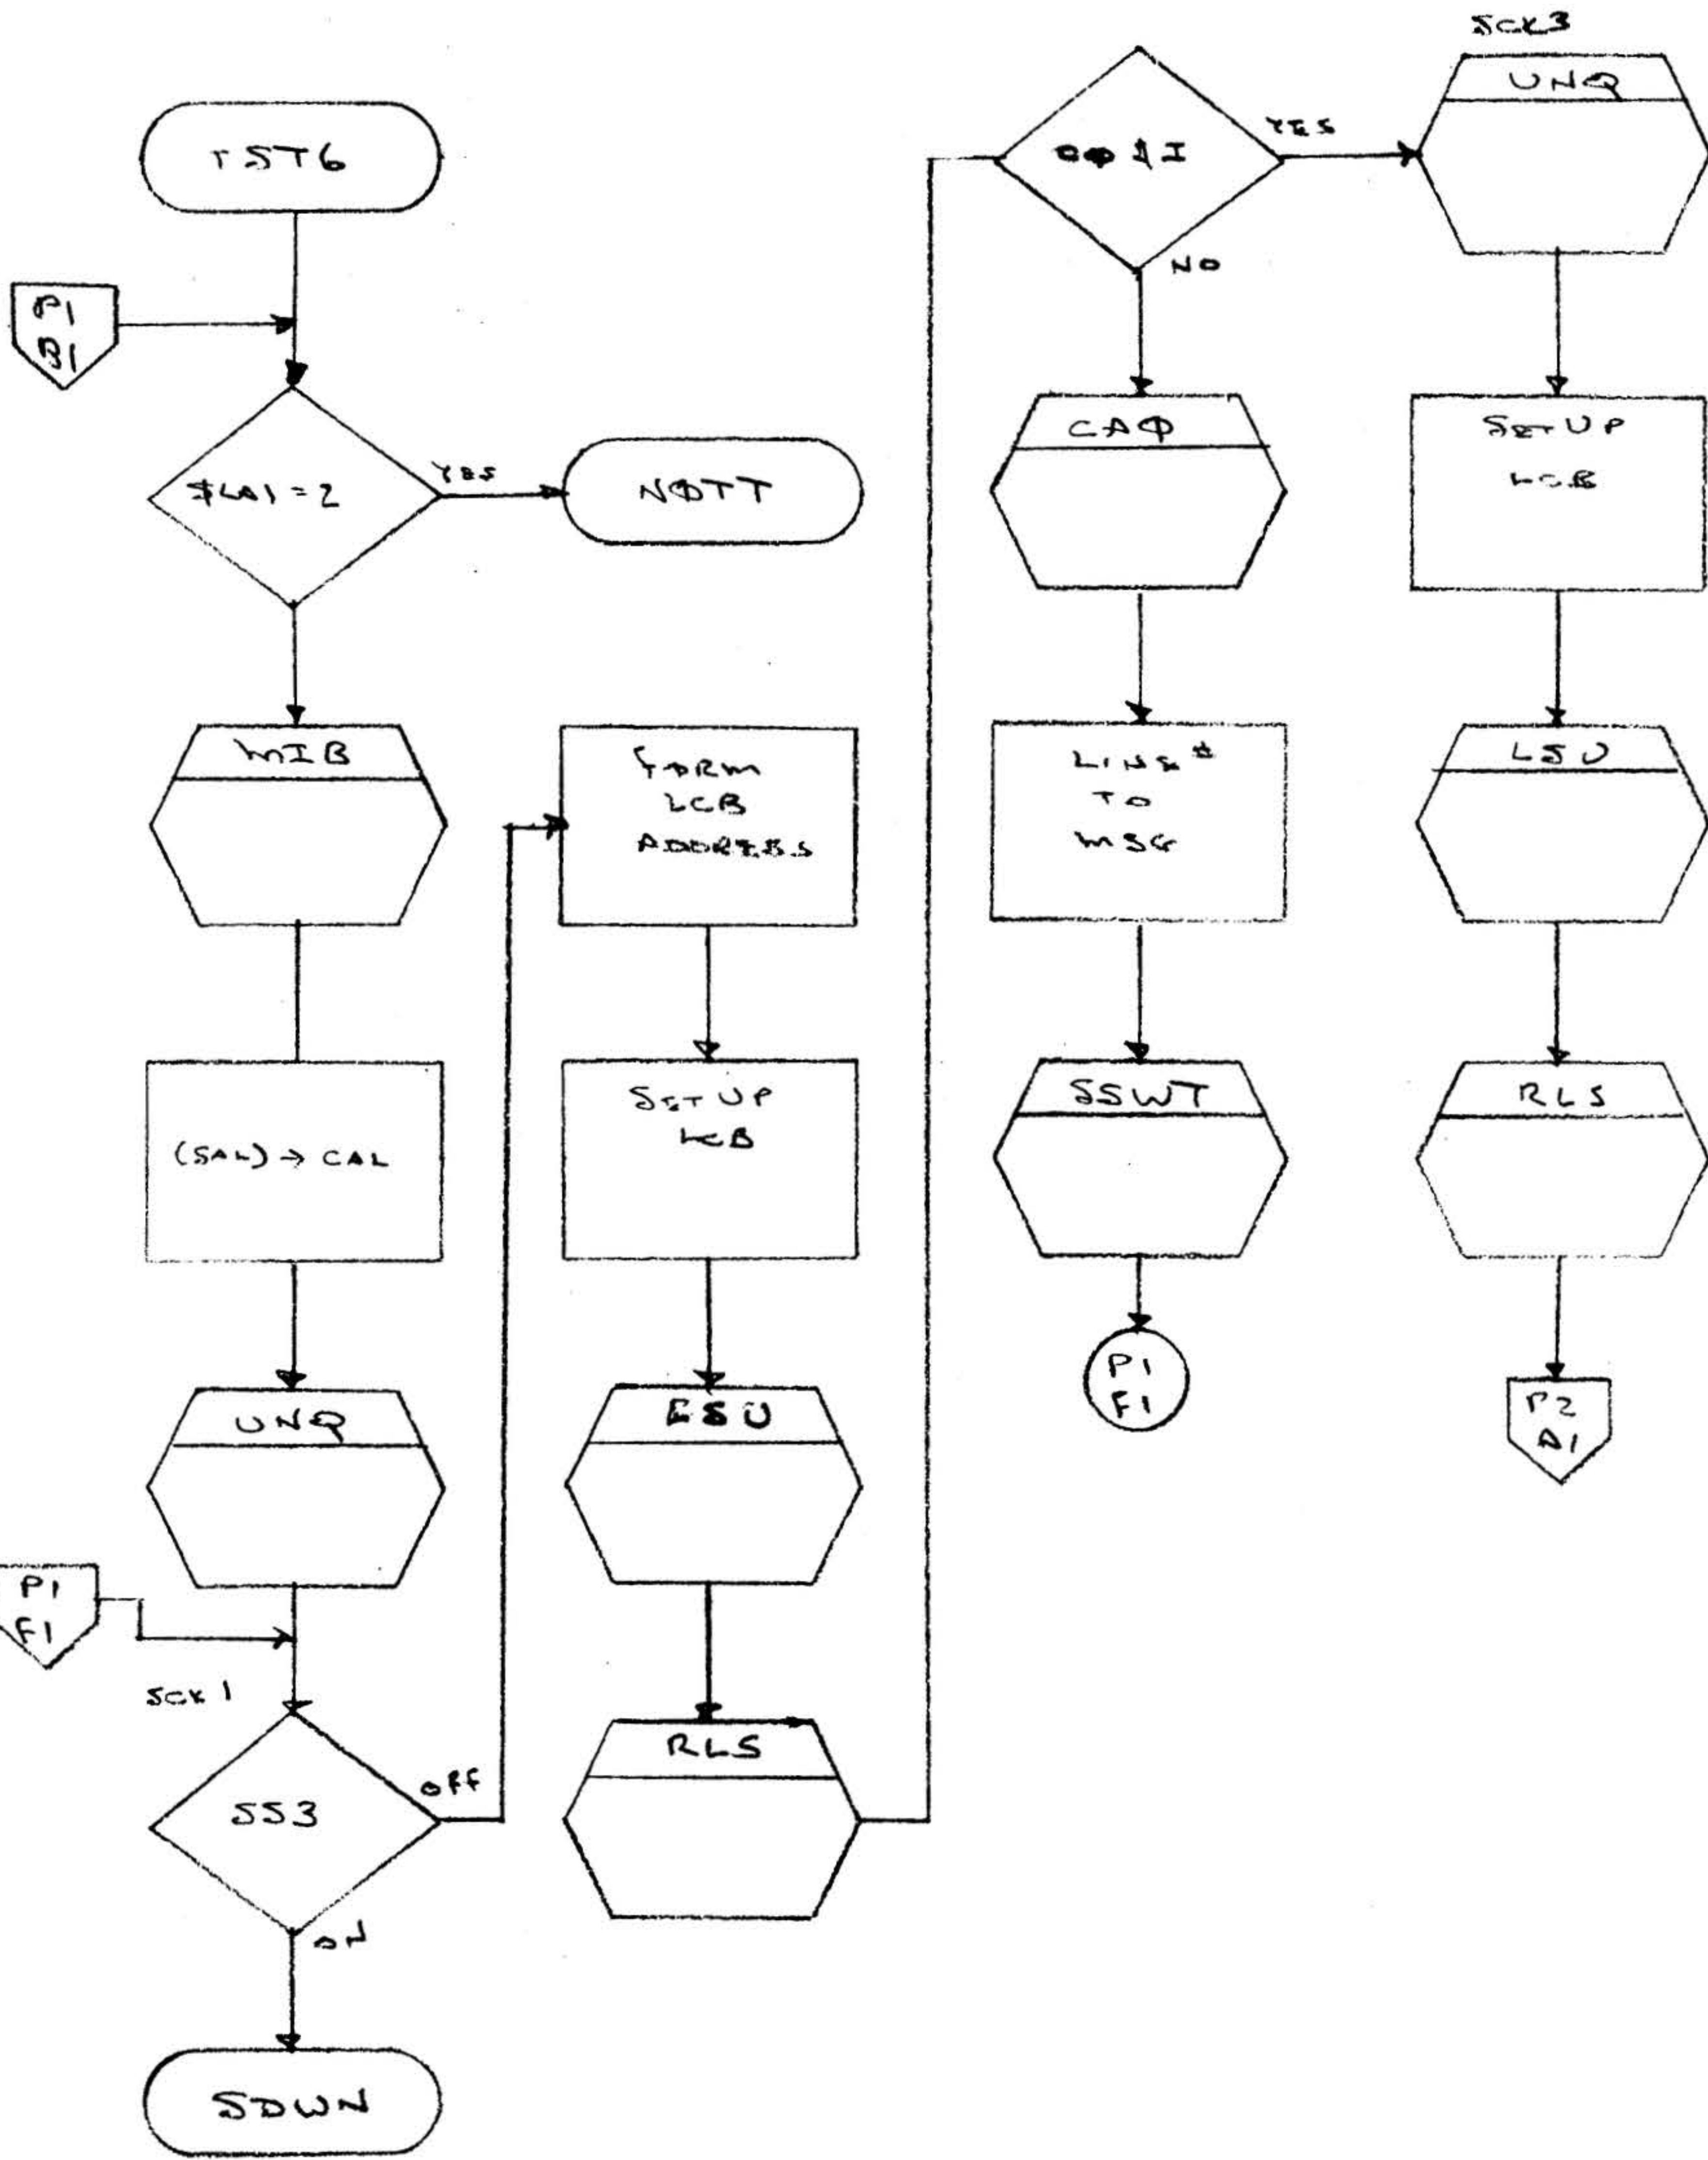 TST6
P1
B1
$LA1 = 2
YES
NØTT
MIB
(SAL) → CAL
UNQ
P1
F1
SCK 1
SS3
OFF
ON
SDWN
FORM
LCB
ADDRESS
SET UP
LCB
ESU
RLS
YES
NO
CAΦ
LINE #
TO
MSG
SSWT
P1
F1
SCK3
UNQ
SET UP
LCB
LSU
RLS
P2